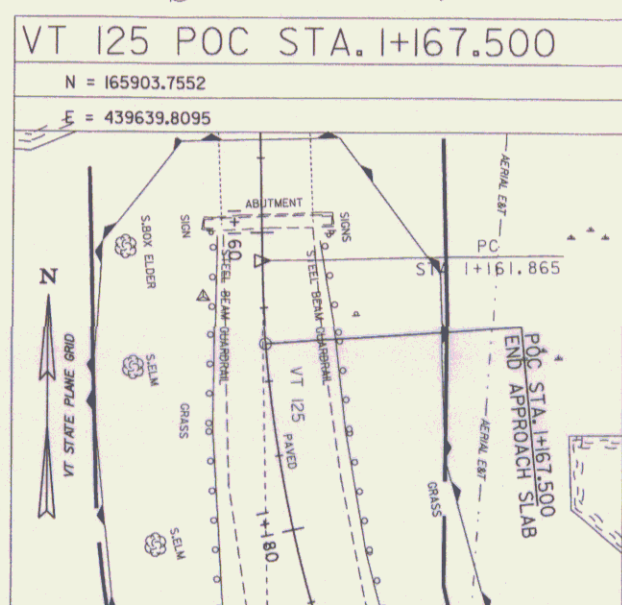 VT 125 POC STA. 1+167.500
N = 165903.7552
E = 439639.8095
ABUTMENT
SIGN
SIGNS
S.BOX ELDER
1+160
AERIAL E&T
PC
STA 1+161.865
STEEL BEAM GUARDRAIL
STEEL BEAM GUARDRAIL
N
VT STATE PLANE GRID
S.ELM
GRASS
VT 125
PAVED
POC STA. 1+167.500
END APPROACH SLAB
AERIAL E&T
GRASS
S.ELM
1+180